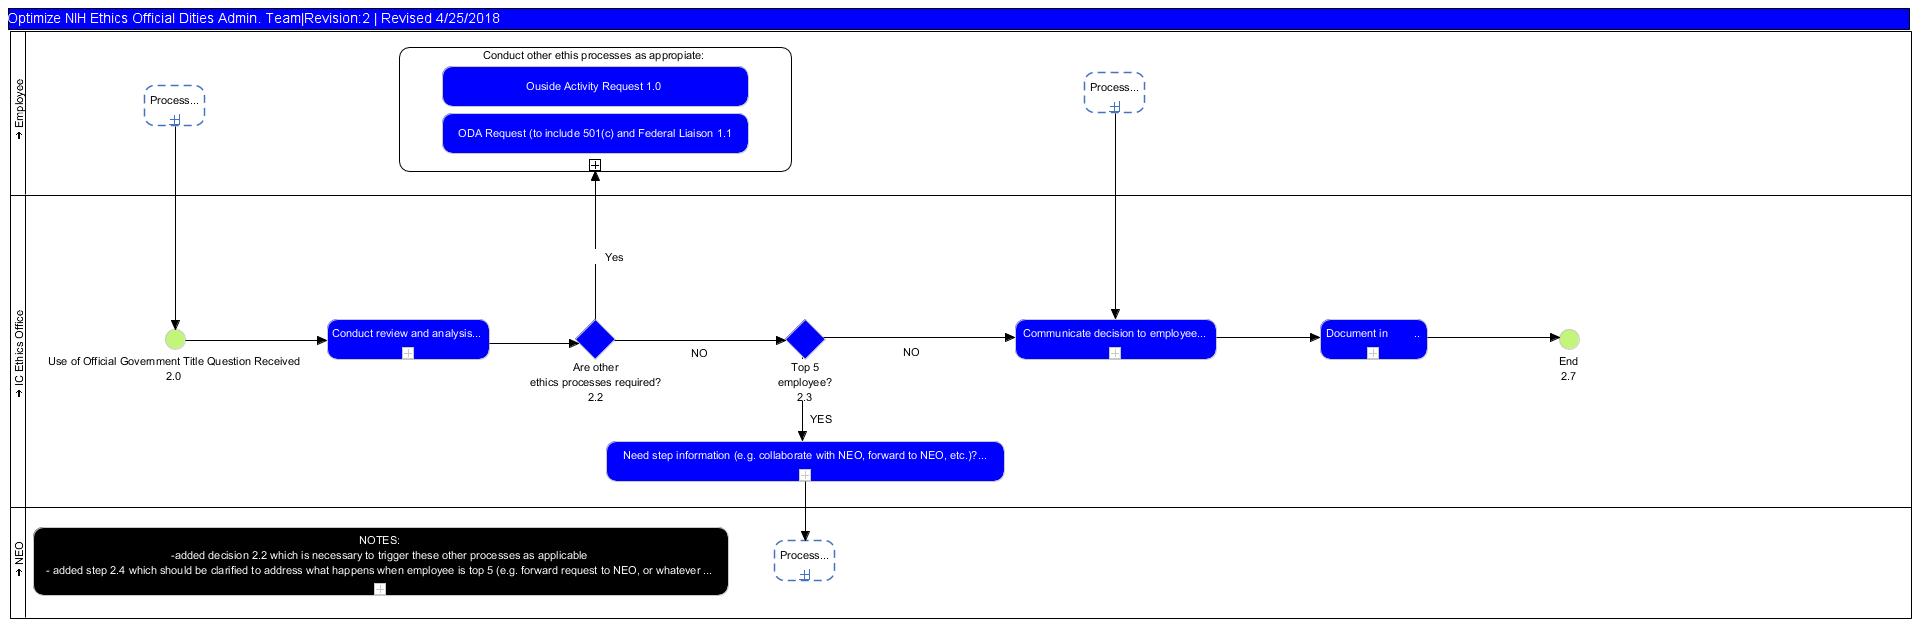 Optimize NIH Ethics Official Dities Admin. Team|Revision:2 | Revised 4/25/2018
Employee
Process...
Conduct other ethis processes as appropiate:
Ouside Activity Request 1.0
ODA Request (to include 501(c) and Federal Liaison 1.1
Process...
IC Ethics Office
Yes
Use of Official Government Title Question Received
2.0
Conduct review and analysis...
Are other
ethics processes required?
2.2
NO
Top 5
employee?
2.3
NO
Communicate decision to employee...
Document in ..
End
2.7
YES
Need step information (e.g. collaborate with NEO, forward to NEO, etc.)?...
NEO
NOTES:
-added decision 2.2 which is necessary to trigger these other processes as applicable
- added step 2.4 which should be clarified to address what happens when employee is top 5 (e.g. forward request to NEO, or whatever ...
Process...